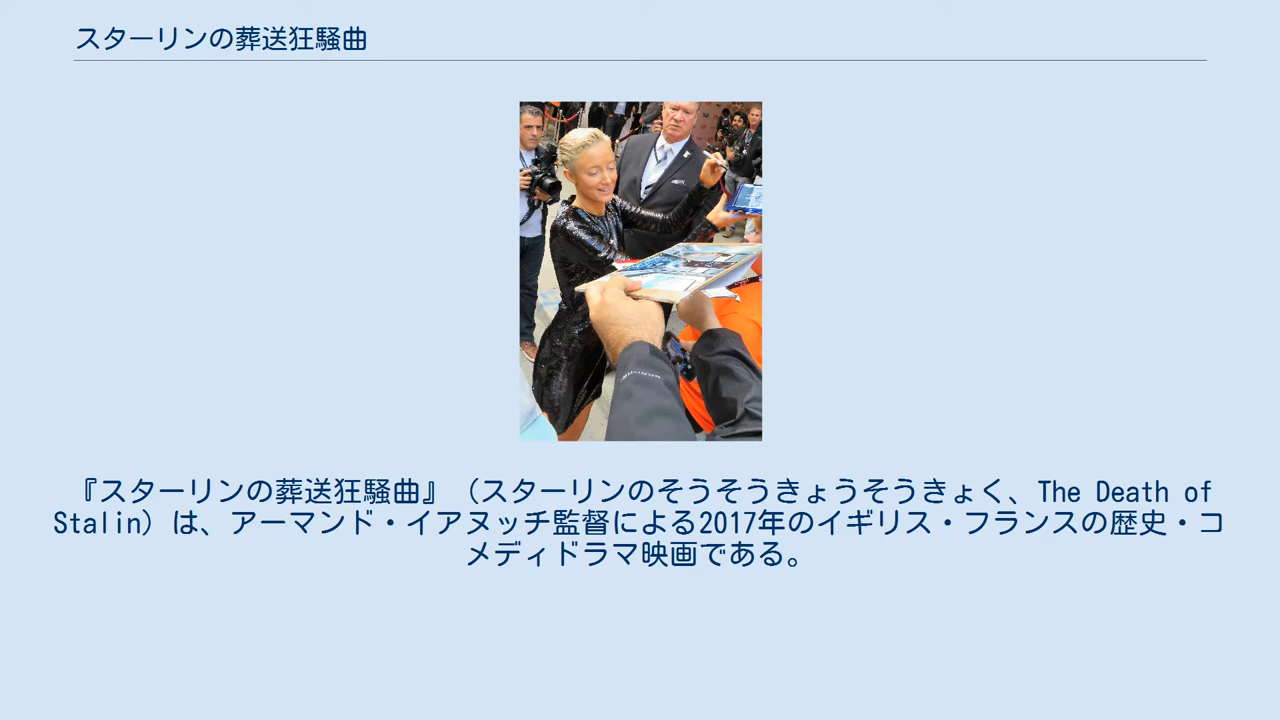 スターリンの葬送狂騒曲
『スターリンの葬送狂騒曲』（スターリンのそうそうきょうそうきょく、The Death of
Stalin）は、アーマンド・イアヌッチ監督による2017年のイギリス・フランスの歴史・コ
メディドラマ映画である。